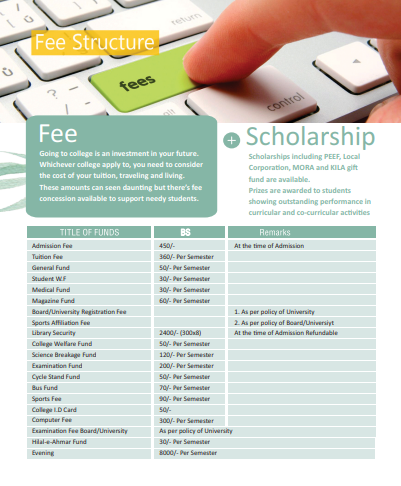 Fee Structure
return
fees
control
Fee
Going to college is an investment in your future.
Whichever college apply to, you need to consider
the cost of your tuition, traveling and living.
These amounts can seen daunting but there's fee
concession available to support needy students.
+ Scholarship
Scholarships including PEEF, Local
Corporation, MORA and KILA gift
fund are available.
Prizes are awarded to students
showing outstanding performance in
curricular and co-curricular activities
TITLE OF FUNDS BS Remarks
Admission Fee 450/- At the time of Admission
Tuition Fee 360/- Per Semester
General Fund 50/- Per Semester
Student W.F 30/- Per Semester
Medical Fund 30/- Per Semester
Magazine Fund 60/- Per Semester
Board/University Registration Fee 1. As per policy of University
Sports Affiliation Fee 2. As per policy of Board/Universiyt
Library Security 2400/- (300x8) At the time of Admission Refundable
College Welfare Fund 50/- Per Semester
Science Breakage Fund 120/- Per Semester
Examination Fund 200/- Per Semester
Cycle Stand Fund 50/- Per Semester
Bus Fund 70/- Per Semester
Sports Fee 90/- Per Semester
College I.D Card 50/-
Computer Fee 300/- Per Semester
Examination Fee Board/University As per policy of University
Hilal-e-Ahmar Fund 30/- Per Semester
Evening 8000/- Per Semester